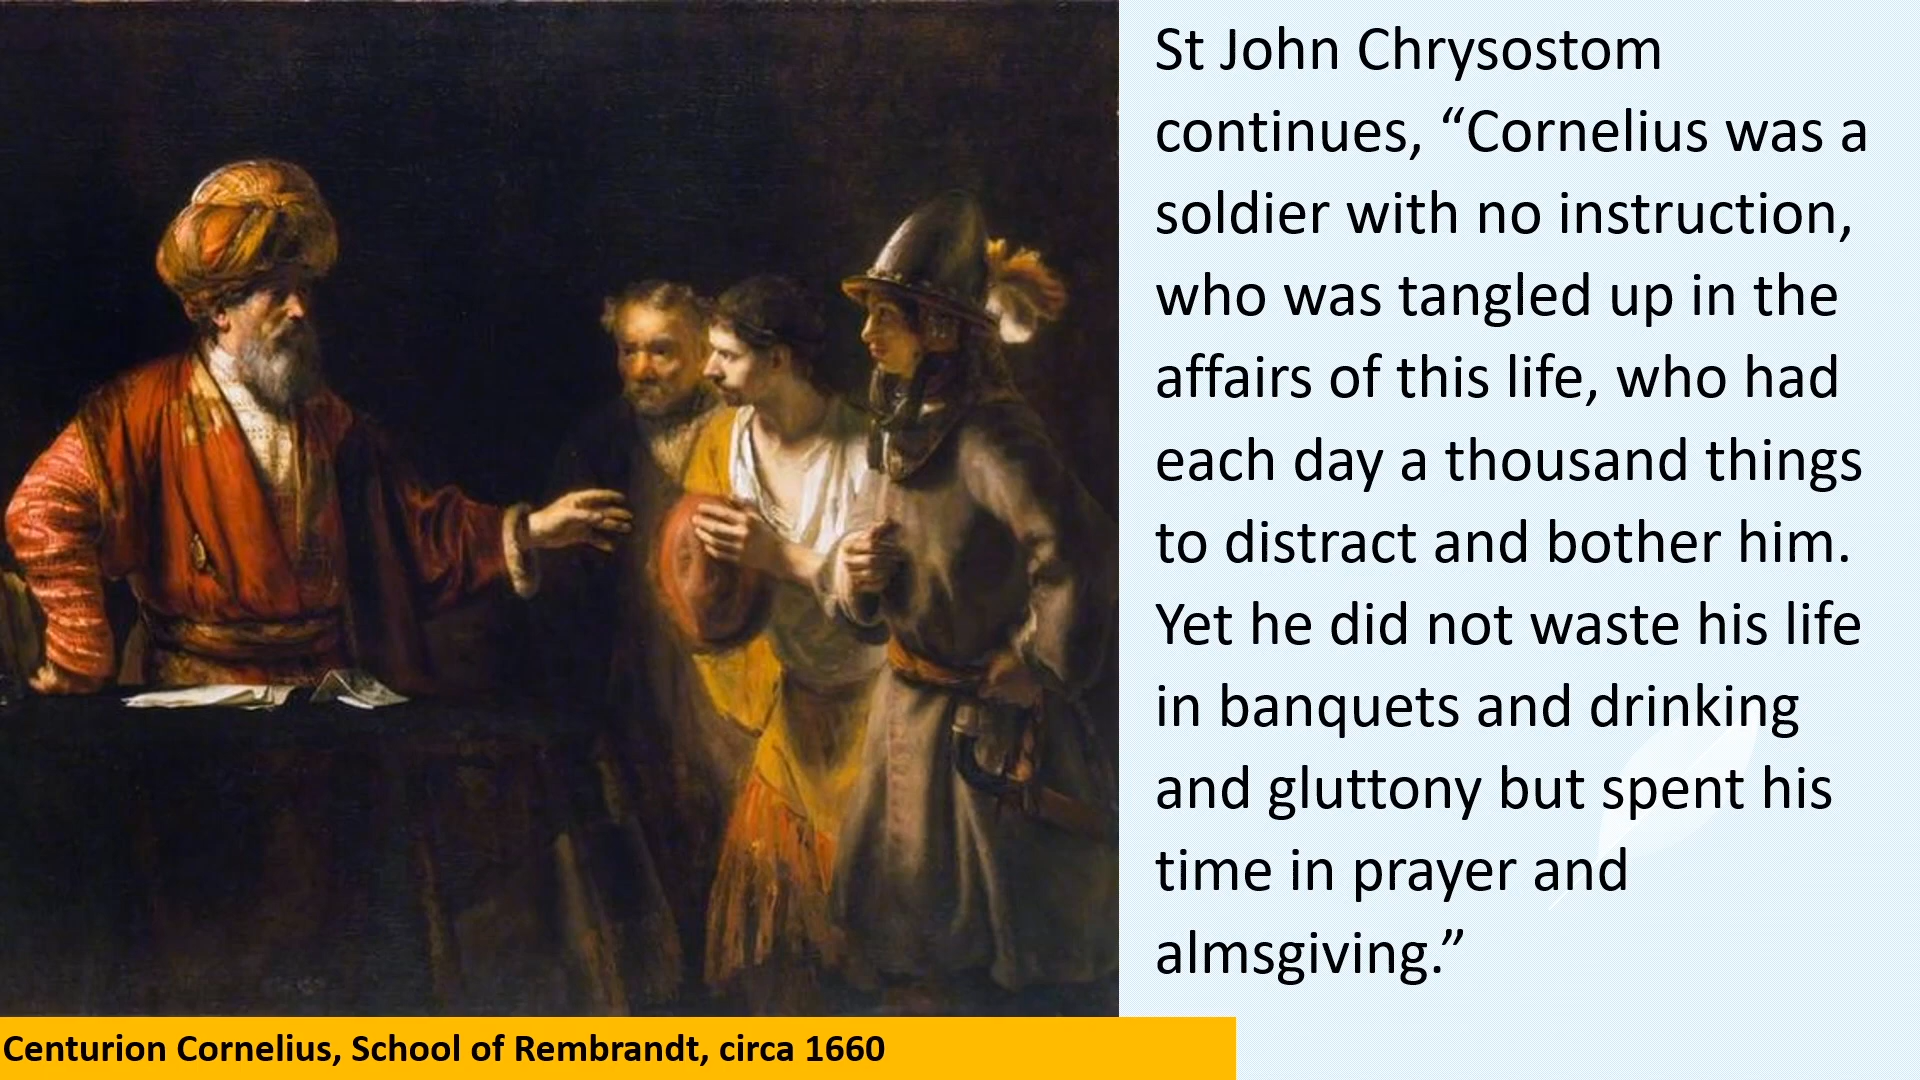 St John Chrysostom
continues, “Cornelius was a
soldier with no instruction,
who was tangled up in the
affairs of this life, who had
each day a thousand things
to distract and bother him.
Yet he did not waste his life
in banquets and drinking
and gluttony but spent his
time in prayer and
almsgiving.”
Centurion Cornelius, School of Rembrandt, circa 1660